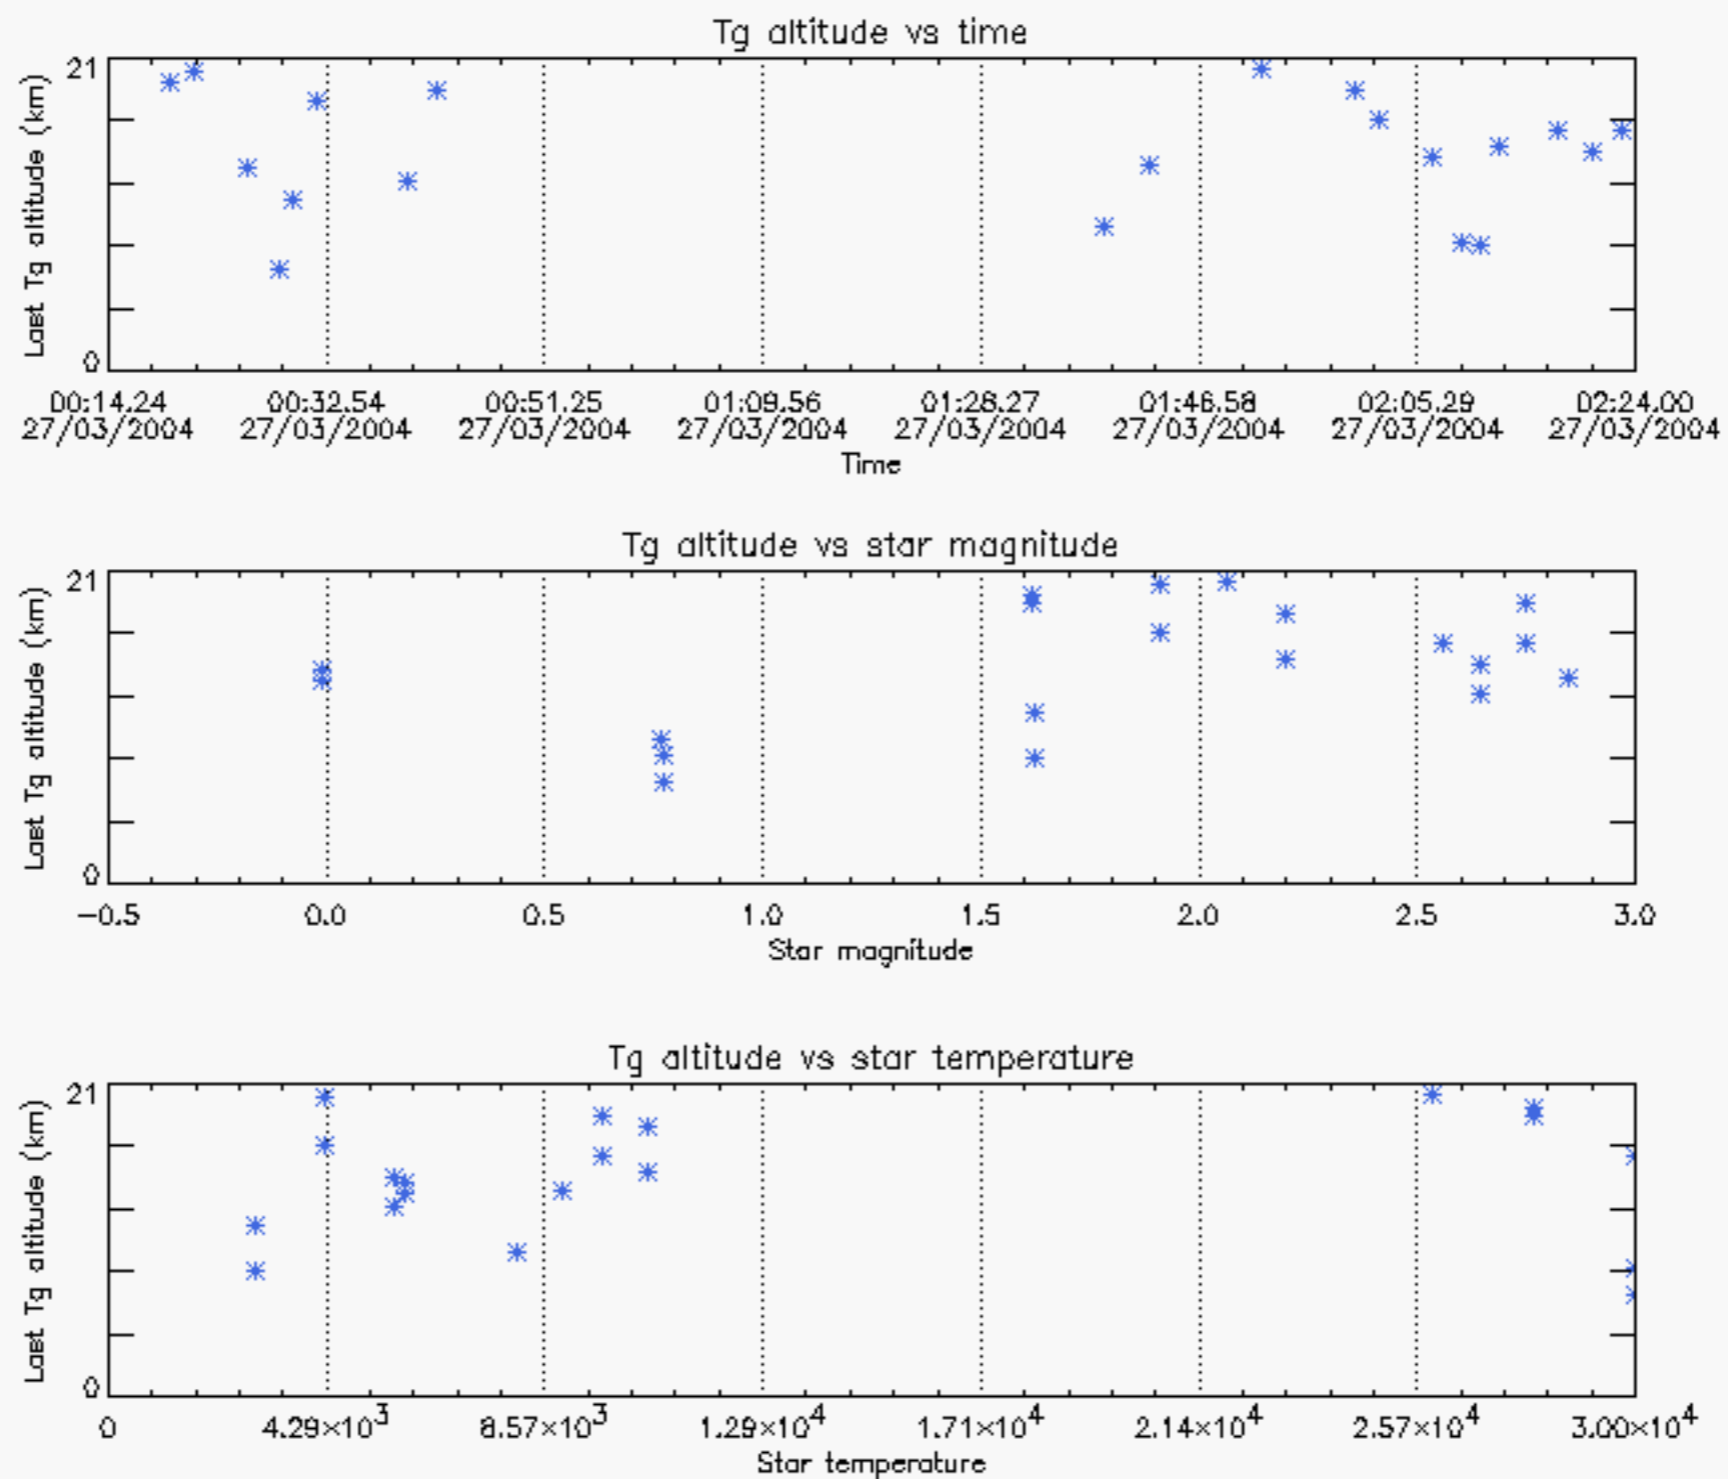 Tg altitude vs time
21
Last Tg altitude (km)
0
00:14.24 00:32.54 00:51.25 01:09.56 01:28.27 01:46.58 02:05.29 02:24.00
27/03/2004 27/03/2004 27/03/2004 27/03/2004 27/03/2004 27/03/2004 27/03/2004 27/03/2004
Time
Tg altitude vs star magnitude
21
Last Tg altitude (km)
0
−0.5 0.0 0.5 1.0 1.5 2.0 2.5 3.0
Star magnitude
Tg altitude vs star temperature
21
Last Tg altitude (km)
0
0 4.29×10³ 8.57×10³ 1.29×10⁴ 1.71×10⁴ 2.14×10⁴ 2.57×10⁴ 3.00×10⁴
Star temperature